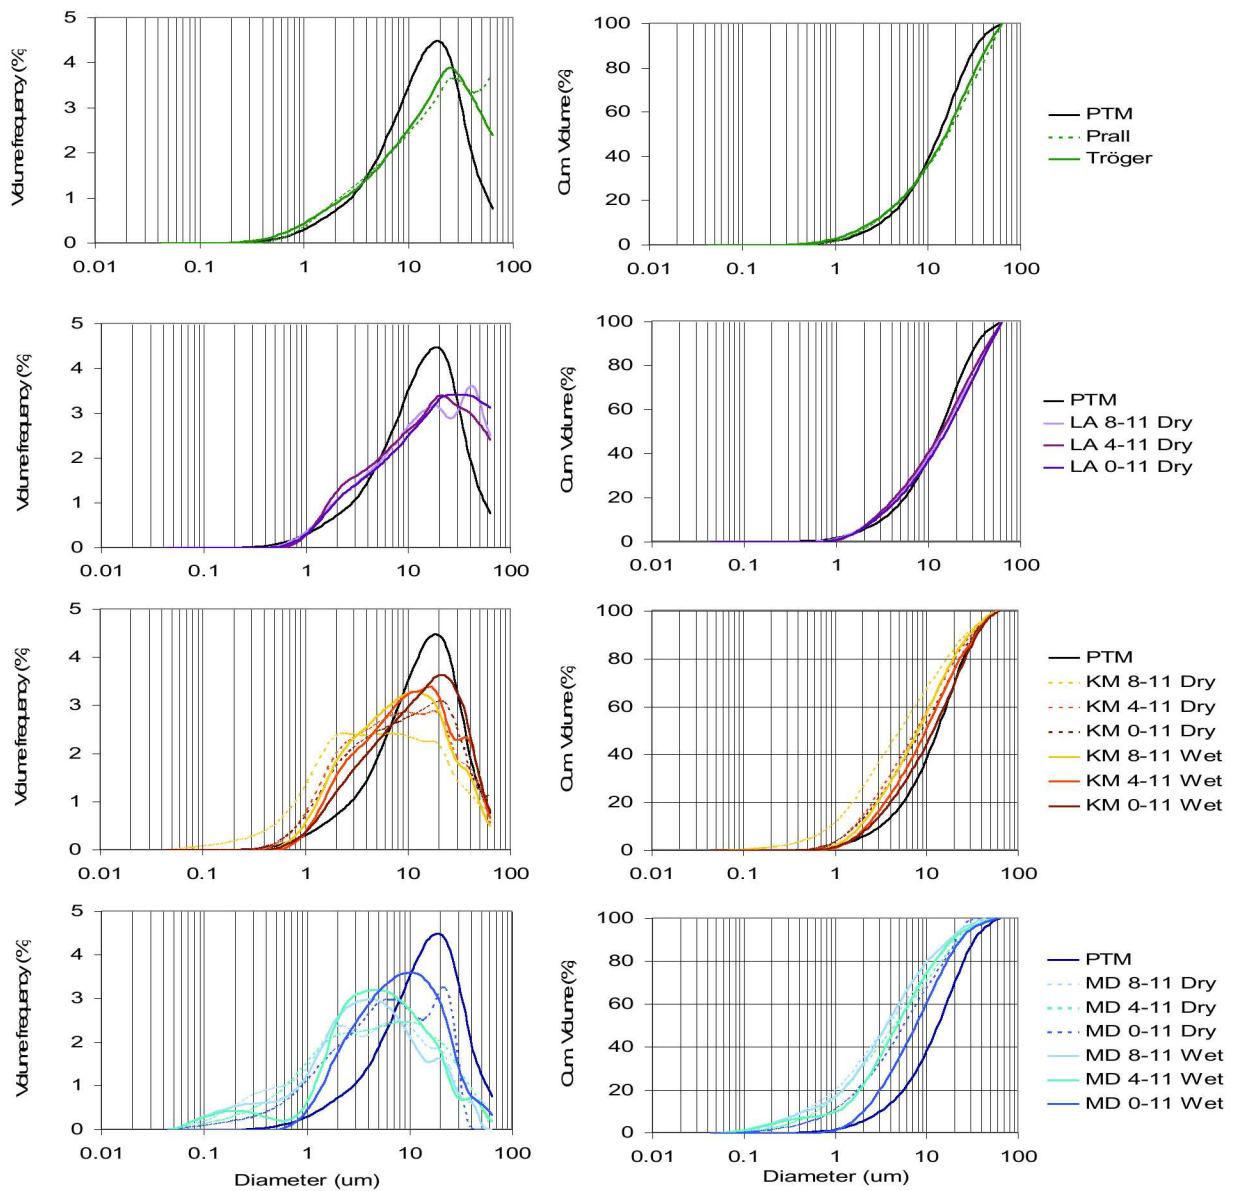 Volume frequency (%)
5
4
3
2
1
0
0.01 0.1 1 10 100
Cum Volume (%)
100
80
60
40
20
0
0.01 0.1 1 10 100
PTM
Prall
Tröger
Volume frequency (%)
5
4
3
2
1
0
0.01 0.1 1 10 100
Cum Volume (%)
100
80
60
40
20
0
0.01 0.1 1 10 100
PTM
LA 8-11 Dry
LA 4-11 Dry
LA 0-11 Dry
Volume frequency (%)
5
4
3
2
1
0
0.01 0.1 1 10 100
Cum Volume (%)
100
80
60
40
20
0
0.01 0.1 1 10 100
PTM
KM 8-11 Dry
KM 4-11 Dry
KM 0-11 Dry
KM 8-11 Wet
KM 4-11 Wet
KM 0-11 Wet
Volume frequency (%)
5
4
3
2
1
0
0.01 0.1 1 10 100
Diameter (um)
Cum Volume (%)
100
80
60
40
20
0
0.01 0.1 1 10 100
Diameter (um)
PTM
MD 8-11 Dry
MD 4-11 Dry
MD 0-11 Dry
MD 8-11 Wet
MD 4-11 Wet
MD 0-11 Wet